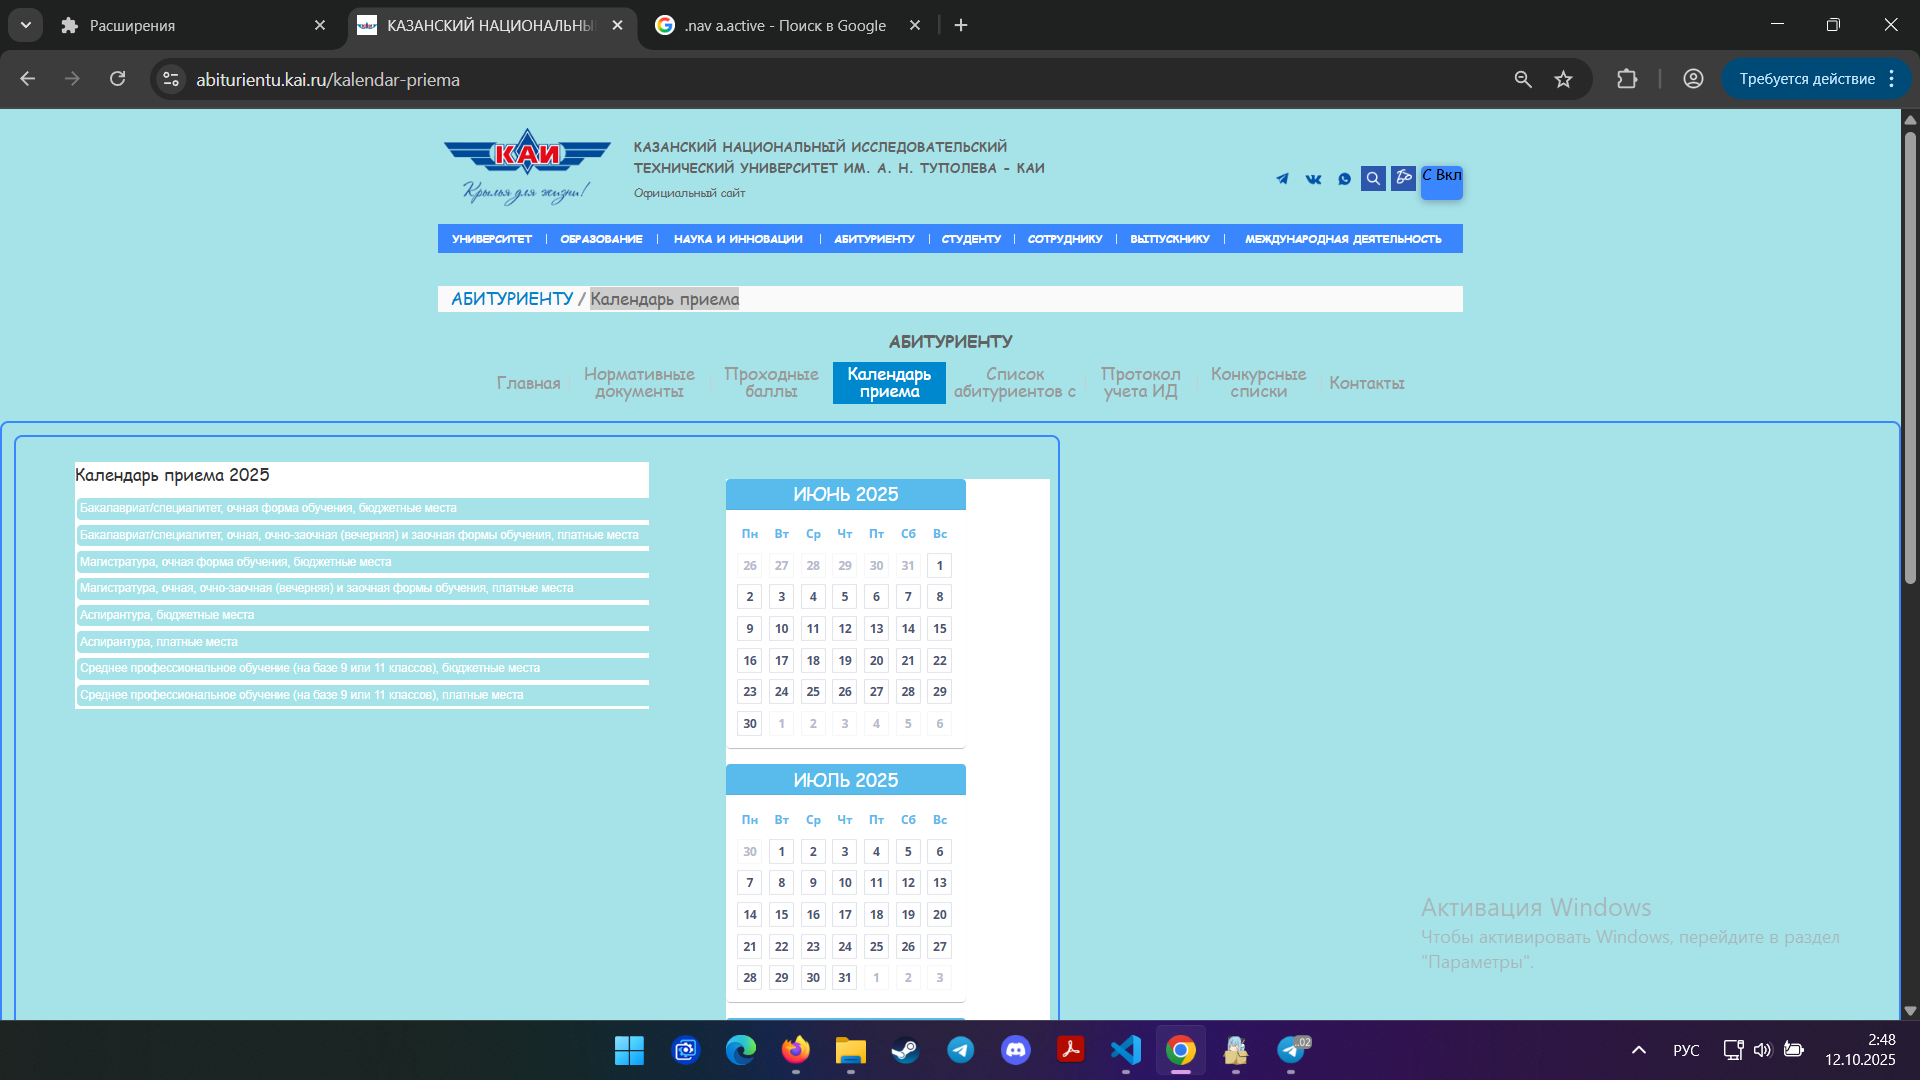 Расширения
КАЗАНСКИЙ НАЦИОНАЛЬНЫ
.nav a.active - Поиск в Google
abiturientu.kai.ru/kalendar-priema
Требуется действие
КАИ
Крылья для жизни!
КАЗАНСКИЙ НАЦИОНАЛЬНЫЙ ИССЛЕДОВАТЕЛЬСКИЙ
ТЕХНИЧЕСКИЙ УНИВЕРСИТЕТ ИМ. А. Н. ТУПОЛЕВА - КАИ
Официальный сайт
С Вкл
УНИВЕРСИТЕТ | ОБРАЗОВАНИЕ | НАУКА И ИННОВАЦИИ | АБИТУРИЕНТУ | СТУДЕНТУ | СОТРУДНИКУ | ВЫПУСКНИКУ | МЕЖДУНАРОДНАЯ ДЕЯТЕЛЬНОСТЬ
АБИТУРИЕНТУ / Календарь приема
АБИТУРИЕНТУ
Главная
Нормативные
документы
Проходные
баллы
Календарь
приема
Список
абитуриентов с
Протокол
учета ИД
Конкурсные
списки
Контакты
Календарь приема 2025
Бакалавриат/специалитет, очная форма обучения, бюджетные места
Бакалавриат/специалитет, очная, очно-заочная (вечерняя) и заочная формы обучения, платные места
Магистратура, очная форма обучения, бюджетные места
Магистратура, очная, очно-заочная (вечерняя) и заочная формы обучения, платные места
Аспирантура, бюджетные места
Аспирантура, платные места
Среднее профессиональное обучение (на базе 9 или 11 классов), бюджетные места
Среднее профессиональное обучение (на базе 9 или 11 классов), платные места
ИЮНЬ 2025
Пн Вт Ср Чт Пт Сб Вс
26 27 28 29 30 31 1
2 3 4 5 6 7 8
9 10 11 12 13 14 15
16 17 18 19 20 21 22
23 24 25 26 27 28 29
30 1 2 3 4 5 6
ИЮЛЬ 2025
Пн Вт Ср Чт Пт Сб Вс
30 1 2 3 4 5 6
7 8 9 10 11 12 13
14 15 16 17 18 19 20
21 22 23 24 25 26 27
28 29 30 31 1 2 3
Активация Windows
Чтобы активировать Windows, перейдите в раздел
"Параметры".
..02
РУС
2:48
12.10.2025